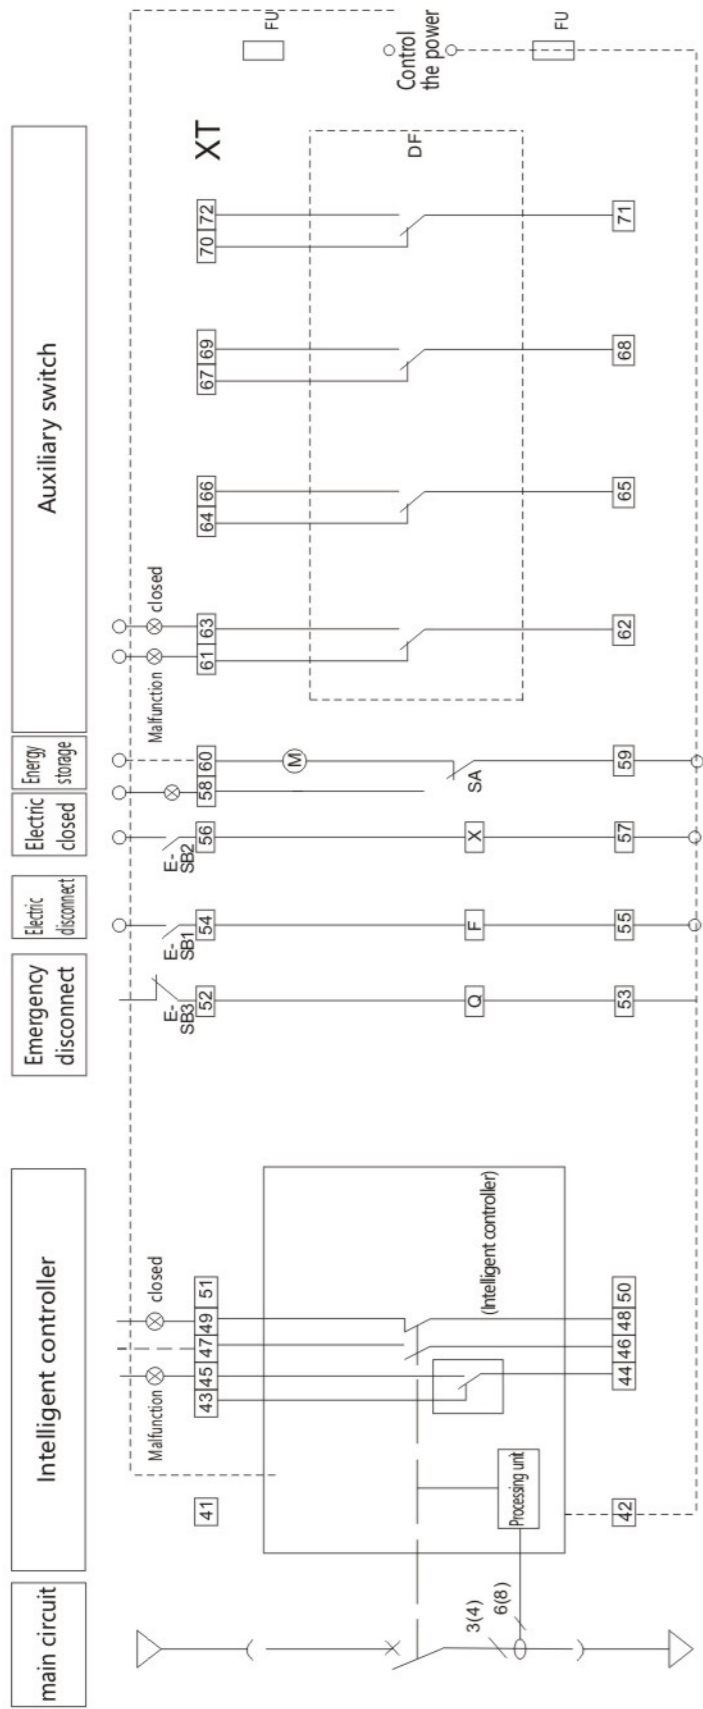 main circuit
Intelligent controller
Emergency
disconnect
Electric
disconnect
Electric
closed
Energy
storage
Auxiliary switch
Malfunction
closed
E-
SB3
E-
SB1
E-
SB2
Malfunction
closed
41
43
45
47
49
51
52
54
56
58
60
61
63
64
66
67
69
70
72
XT
FU
3(4)
6(8)
Processing unit
(Intelligent controller)
Q
F
X
M
SA
DF
Control
the power
FU
42
44
46
48
50
53
55
57
59
62
65
68
71